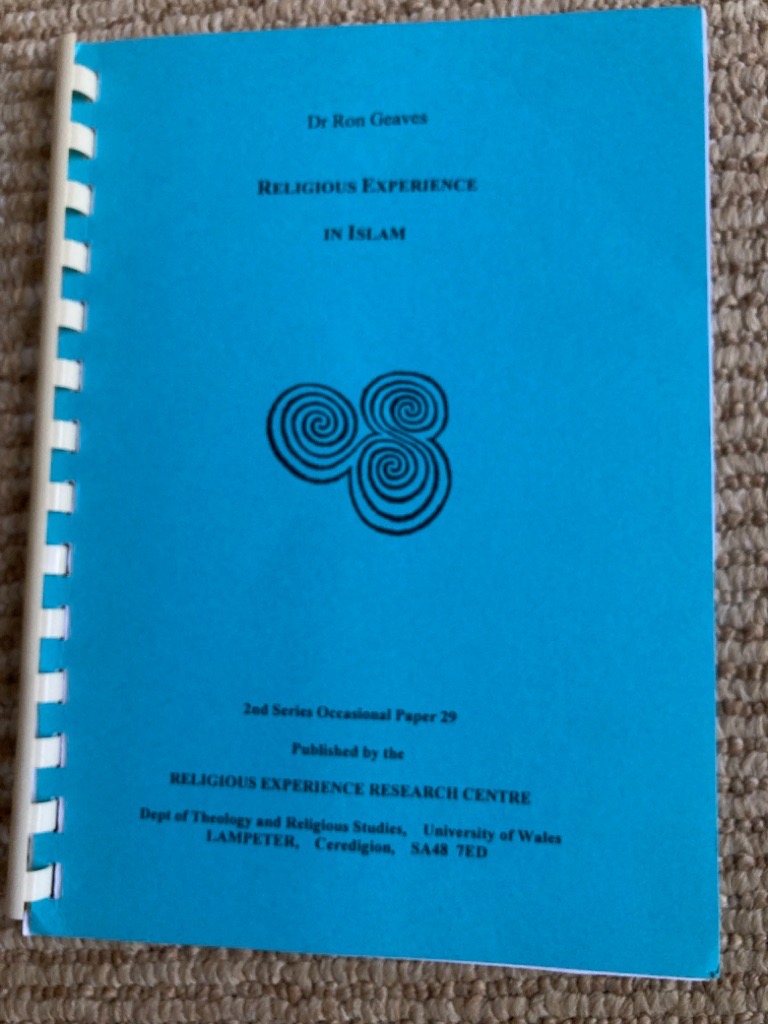 Dr Ron Geaves
RELIGIOUS EXPERIENCE
IN ISLAM
2nd Series Occasional Paper 29
Published by the
RELIGIOUS EXPERIENCE RESEARCH CENTRE
Dept of Theology and Religious Studies, University of Wales
LAMPETER, Ceredigion, SA48 7ED